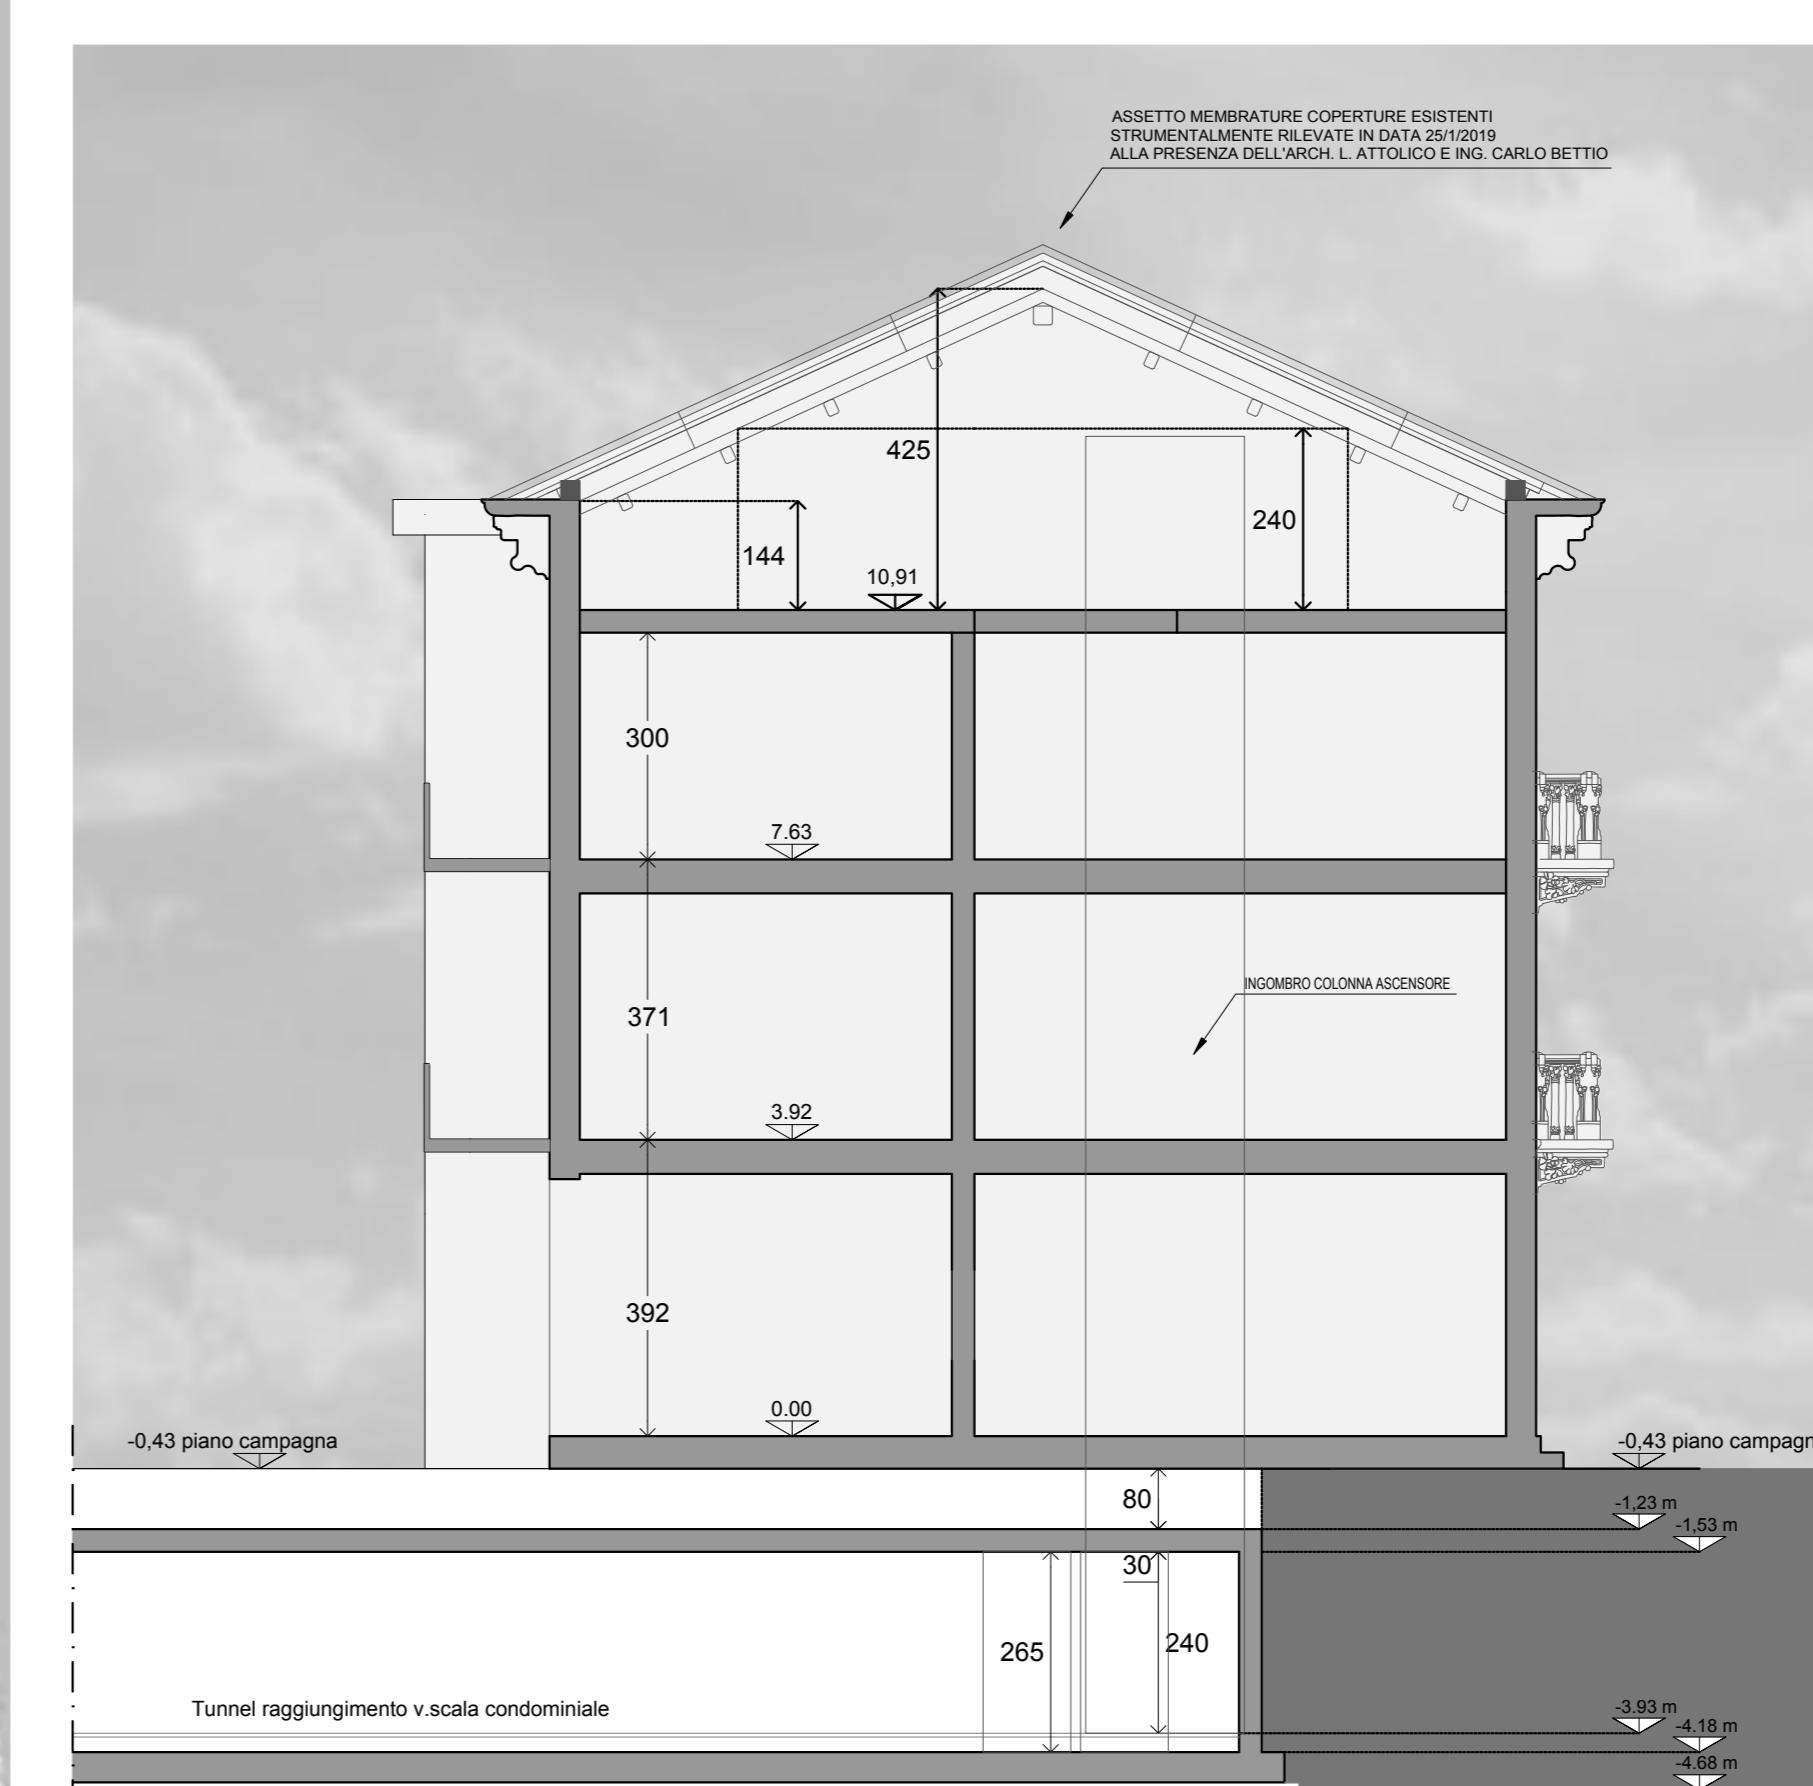 ASSETTO MEMBRATURE COPERTURE ESISTENTI
STRUMENTALMENTE RILEVATE IN DATA 25/1/2019
ALLA PRESENZA DELL'ARCH. L. ATTOLICO E ING. CARLO BETTIO
425
240
144
10,91
300
7.63
INGOMBRO COLONNA ASCENSORE
371
3.92
392
0.00
-0,43 piano campagna
-0,43 piano campagn
80
-1,23 m
-1,53 m
30
265
240
Tunnel raggiungimento v.scala condominiale
-3.93 m
-4.18 m
-4.68 m